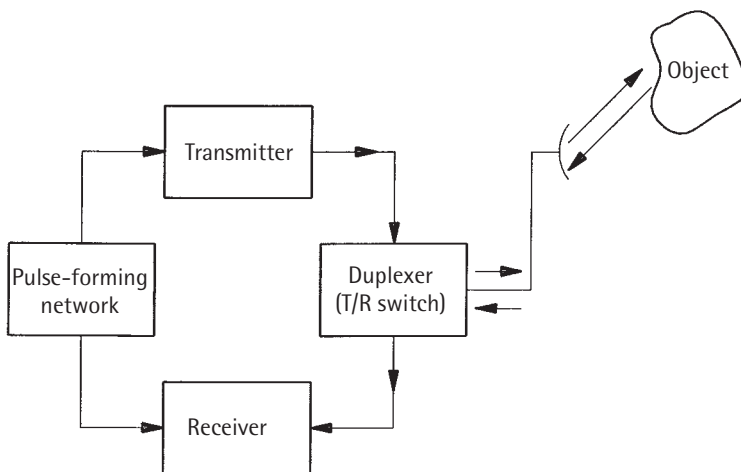 Object
Transmitter
Pulse-forming
network
Duplexer
(T/R switch)
Receiver